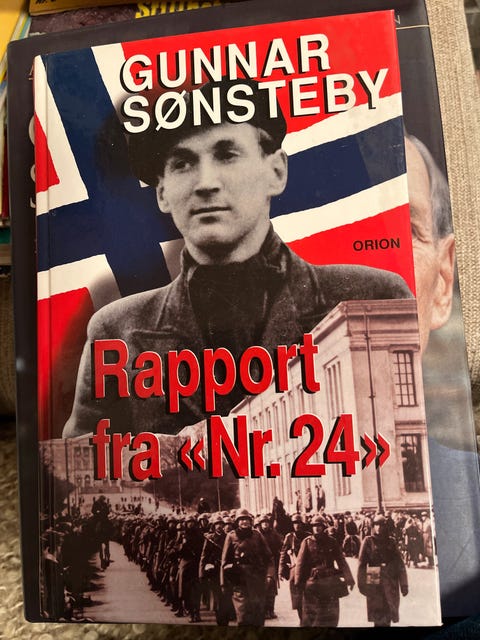 GUNNAR
SØNSTEBY
ORION
Rapport
fra «Nr. 24»